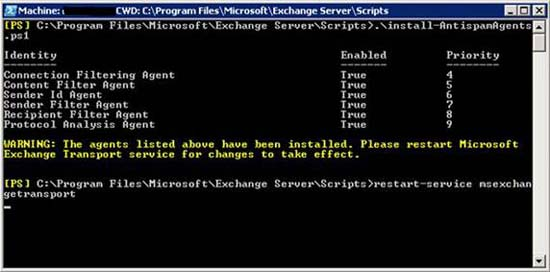 Machine: CWD: C:\Program Files\Microsoft\Exchange Server\Scripts
[PS] C:\Program Files\Microsoft\Exchange Server\Scripts>.\install-AntispamAgents
.ps1
Identity Enabled Priority
-------- ------- --------
Connection Filtering Agent True 4
Content Filter Agent True 5
Sender Id Agent True 6
Sender Filter Agent True 7
Recipient Filter Agent True 8
Protocol Analysis Agent True 9
WARNING: The agents listed above have been installed. Please restart Microsoft
Exchange Transport service for changes to take effect.
[PS] C:\Program Files\Microsoft\Exchange Server\Scripts>restart-service msexchan
getransport